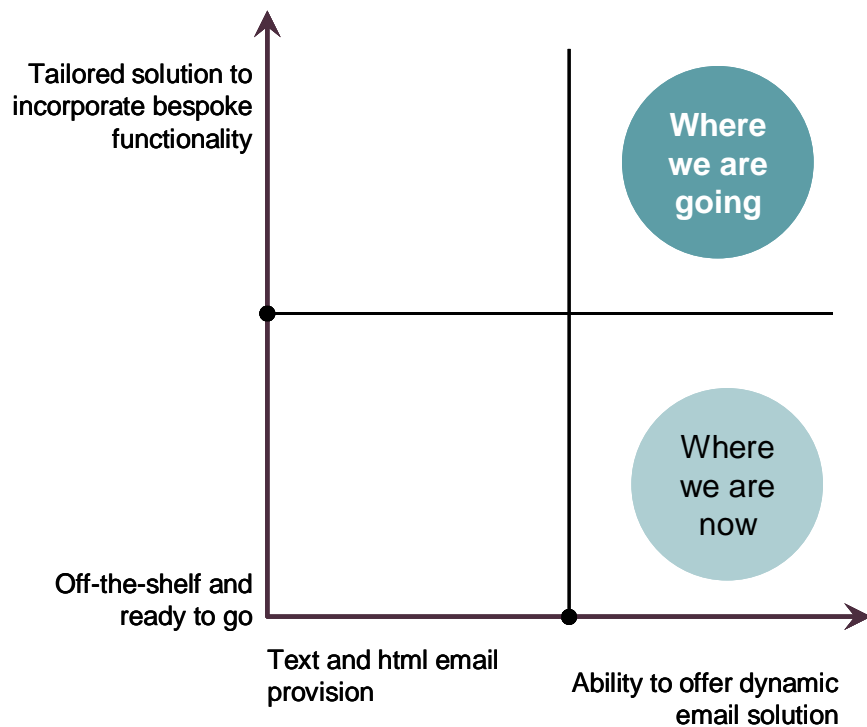 Tailored solution to
incorporate bespoke
functionality
Where
we are
going
Where
we are
now
Off-the-shelf and
ready to go
Text and html email
provision
Ability to offer dynamic
email solution